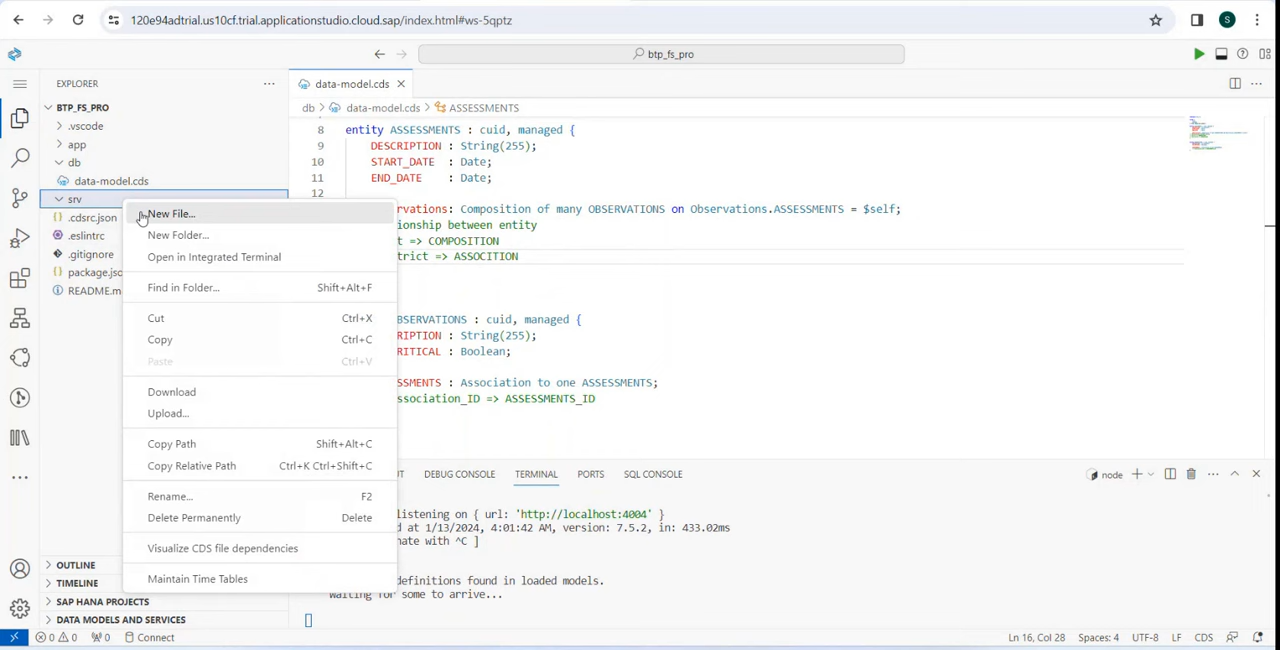 120e94adtrial.us10cf.trial.applicationstudio.cloud.sap/index.html#ws-5qptz
S
btp_fs_pro
EXPLORER
BTP_FS_PRO
.vscode
app
db
data-model.cds
srv
.cdsrc.json
.eslintrc
.gitignore
package.jso
README.m
OUTLINE
TIMELINE
SAP HANA PROJECTS
DATA MODELS AND SERVICES
New File...
New Folder...
Open in Integrated Terminal
Find in Folder... Shift+Alt+F
Cut Ctrl+X
Copy Ctrl+C
Paste Ctrl+V
Download
Upload...
Copy Path Shift+Alt+C
Copy Relative Path Ctrl+K Ctrl+Shift+C
Rename... F2
Delete Permanently Delete
Visualize CDS file dependencies
Maintain Time Tables
data-model.cds
db > data-model.cds > ASSESSMENTS
8 entity ASSESSMENTS : cuid, managed {
9 DESCRIPTION : String(255);
10 START_DATE : Date;
11 END_DATE : Date;
12
ervations: Composition of many OBSERVATIONS on Observations.ASSESSMENTS = $self;
ionship between entity
t => COMPOSITION
trict => ASSOCITION
OBSERVATIONS : cuid, managed {
RIPTION : String(255);
RITICAL : Boolean;
SSMENTS : Association to one ASSESSMENTS;
ssociation_ID => ASSESSMENTS_ID
UT DEBUG CONSOLE TERMINAL PORTS SQL CONSOLE
node
listening on { url: 'http://localhost:4004' }
d at 1/13/2024, 4:01:42 AM, version: 7.5.2, in: 433.02ms
nate with ^C ]
definitions found in loaded models.
waiting for some to arrive...
0 0 0 Connect
Ln 16, Col 28 Spaces: 4 UTF-8 LF CDS